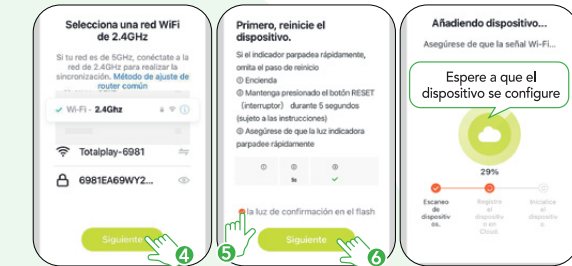 Selecciona una red WiFi
de 2.4GHz
Si tu red es de 5GHz, conéctate a la
red de 2.4GHz para realizar la
sincronización. Método de ajuste de
router común
Wi-Fi - 2.4Ghz
Totalplay-6981
6981EA69WY2...
Siguiente
4
Primero, reinicie el
dispositivo.
Si el indicador parpadea rápidamente,
omita el paso de reinicio
① Encienda
② Mantenga presionado el botón RESET
(interruptor) durante 5 segundos
(sujeto a las instrucciones)
③ Asegúrese de que la luz indicadora
parpadee rápidamente
① ② ③
5s
la luz de confirmación en el flash
5
Siguiente
6
Añadiendo dispositivo...
Asegúrese de que la señal Wi-Fi...
Espere a que el
dispositivo se configure
29%
Escaneo
de
dispositiv
os.
Registre
el
dispositiv
o en
Cloud.
Inicialice
el
dispositiv
o.